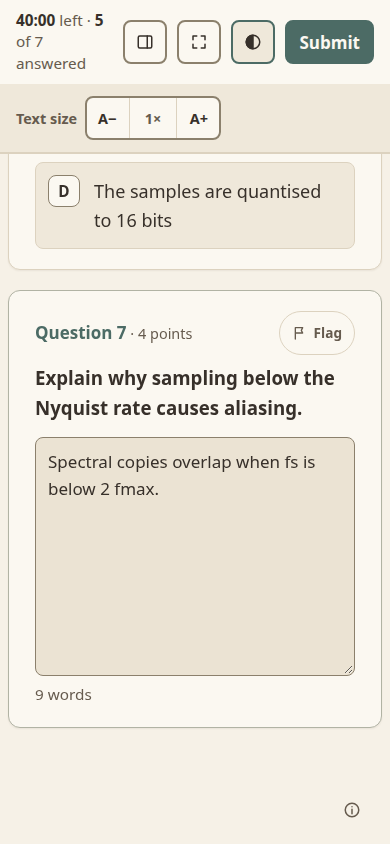 40:00 left · 5
of 7
answered
Submit
Text size
A−
1×
A+
D
The samples are quantised
to 16 bits
Question 7 · 4 points
Flag
Explain why sampling below the
Nyquist rate causes aliasing.
Spectral copies overlap when fs is
below 2 fmax.
9 words